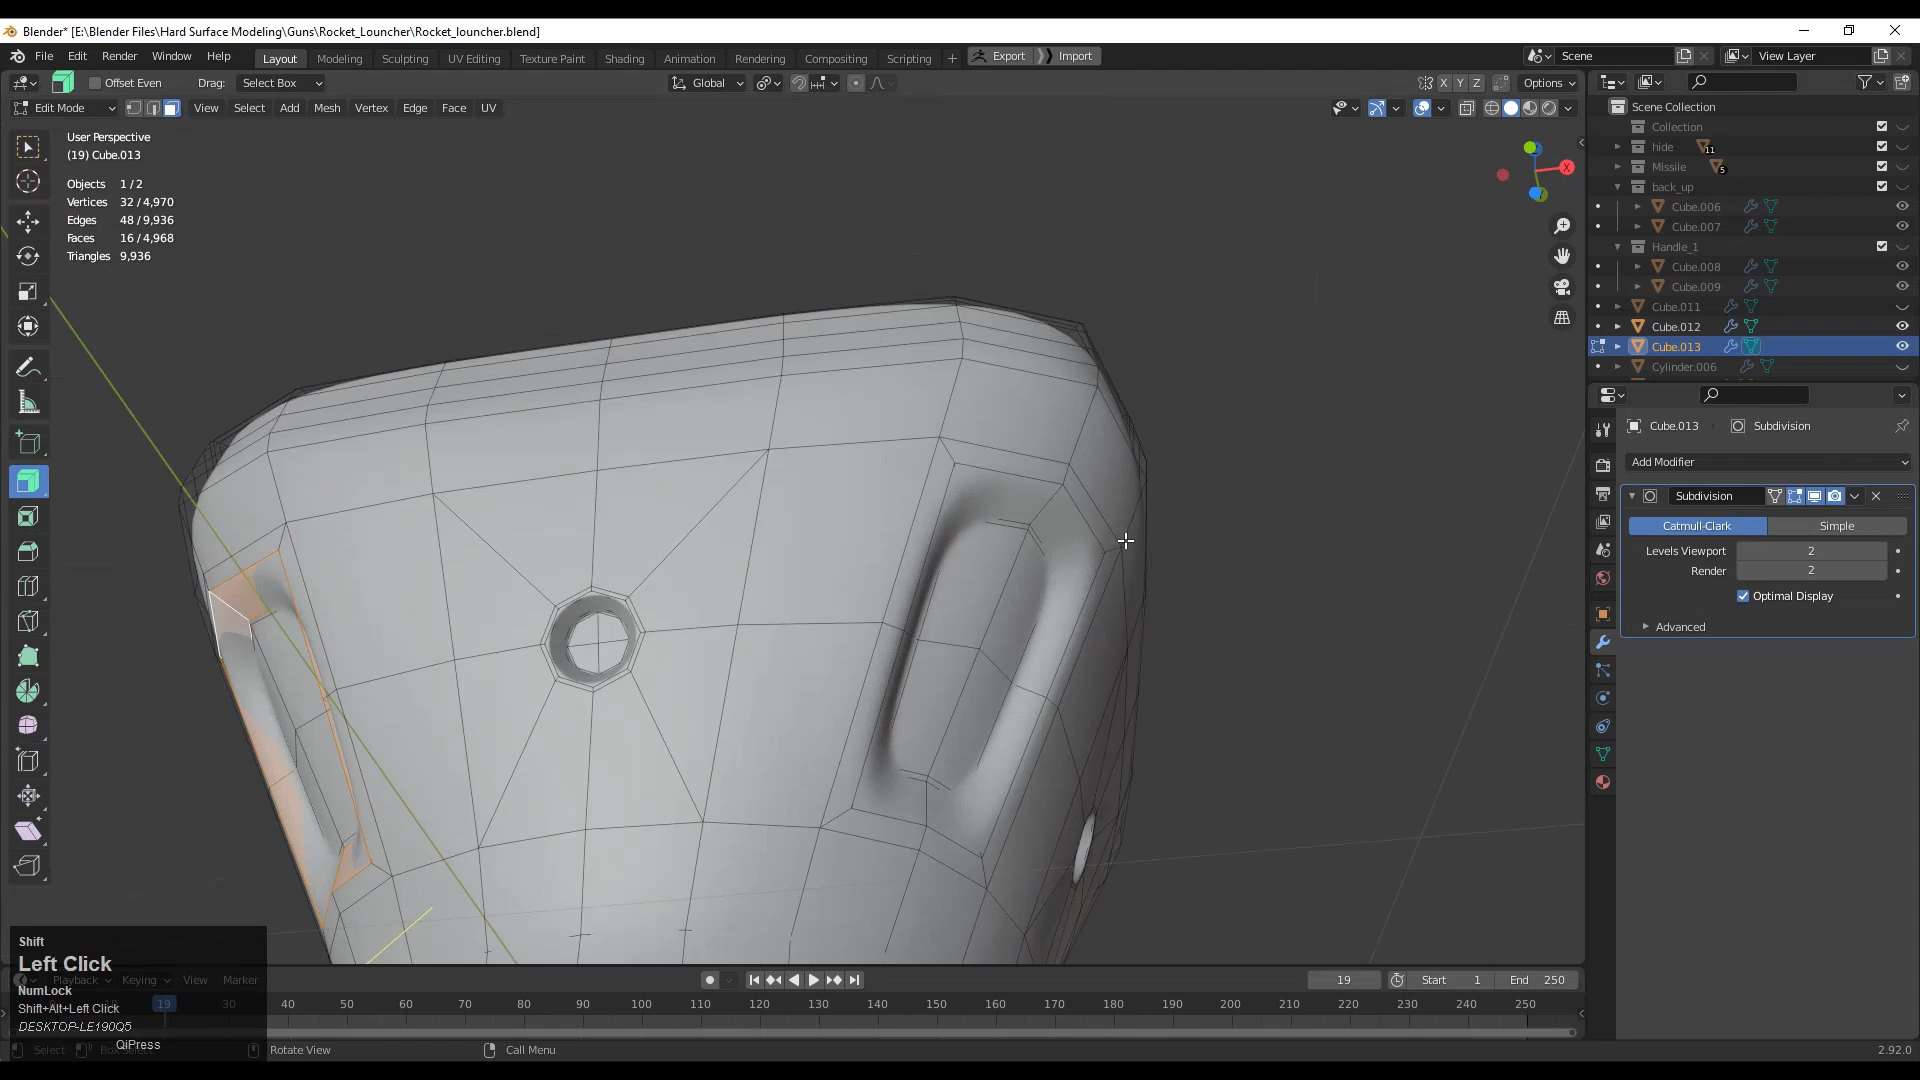 Blender* [E:\Blender Files\Hard Surface Modeling\Guns\Rocket_Louncher\Rocket_louncher.blend]
File Edit Render Window Help Layout Modeling Sculpting UV Editing Texture Paint Shading Animation Rendering Compositing Scripting + Export Import Scene View Layer
Offset Even Drag: Select Box Global X Y Z Options
Edit Mode View Select Add Mesh Vertex Edge Face UV
User Perspective
(19) Cube.013
Objects 1 / 2
Vertices 32 / 4,970
Edges 48 / 9,936
Faces 16 / 4,968
Triangles 9,936
X
Scene Collection
Collection
hide 11
Missile 5
back_up
Cube.006
Cube.007
Handle_1
Cube.008
Cube.009
Cube.011
Cube.012
Cube.013
Cylinder.006
Cube.013 Subdivision
Add Modifier
Subdivision
Catmull-Clark Simple
Levels Viewport 2
Render 2
Optimal Display
Advanced
Shift
Left Click
NumLock
Shift+Alt+Left Click
DESKTOP-LE190Q5
QiPress
Playback Keying View Marker 19 Start 1 End 250
19 30 40 50 60 70 80 90 100 110 120 130 140 150 160 170 180 190 200 210 220 230 240 250
Select Box Select Rotate View Call Menu 2.92.0